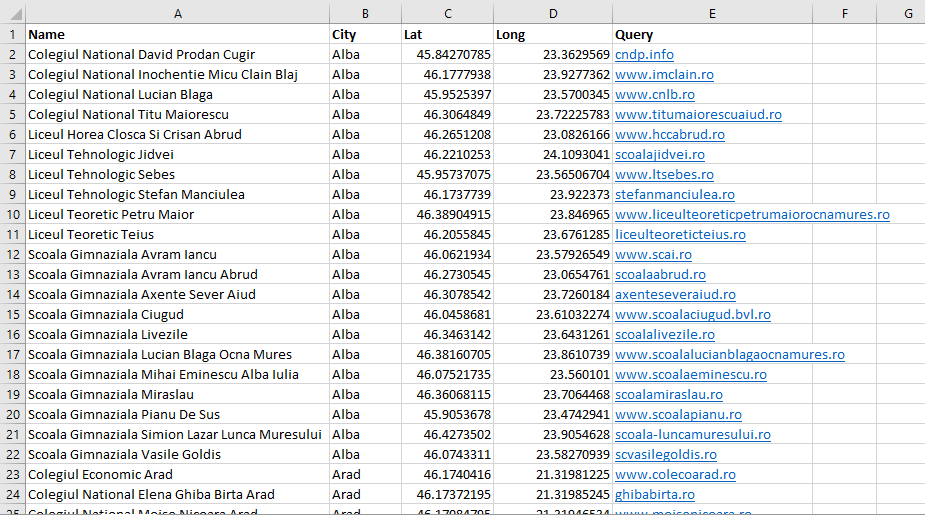 A B C D E F G
1 Name City Lat Long Query
2 Colegiul National David Prodan Cugir Alba 45.84270785 23.3629569 cndp.info
3 Colegiul National Inochentie Micu Clain Blaj Alba 46.1777938 23.9277362 www.imclain.ro
4 Colegiul National Lucian Blaga Alba 45.9525397 23.5700345 www.cnlb.ro
5 Colegiul National Titu Maiorescu Alba 46.3064849 23.72225783 www.titumaiorescuaiud.ro
6 Liceul Horea Closca Si Crisan Abrud Alba 46.2651208 23.0826166 www.hccabrud.ro
7 Liceul Tehnologic Jidvei Alba 46.2210253 24.1093041 scoalajidvei.ro
8 Liceul Tehnologic Sebes Alba 45.95737075 23.56506704 www.ltsebes.ro
9 Liceul Tehnologic Stefan Manciulea Alba 46.1737739 23.922373 stefanmanciulea.ro
10 Liceul Teoretic Petru Maior Alba 46.38904915 23.846965 www.liceulteoreticpetrumaiorocnamures.ro
11 Liceul Teoretic Teius Alba 46.2055845 23.6761285 liceulteoreticteius.ro
12 Scoala Gimnaziala Avram Iancu Alba 46.0621934 23.57926549 www.scai.ro
13 Scoala Gimnaziala Avram Iancu Abrud Alba 46.2730545 23.0654761 scoalaabrud.ro
14 Scoala Gimnaziala Axente Sever Aiud Alba 46.3078542 23.7260184 axenteseveraiud.ro
15 Scoala Gimnaziala Ciugud Alba 46.0458681 23.61032274 www.scoalaciugud.bvl.ro
16 Scoala Gimnaziala Livezile Alba 46.3463142 23.6431261 scoalalivezile.ro
17 Scoala Gimnaziala Lucian Blaga Ocna Mures Alba 46.38160705 23.8610739 www.scoalalucianblagaocnamures.ro
18 Scoala Gimnaziala Mihai Eminescu Alba Iulia Alba 46.07521735 23.560101 www.scoalaeminescu.ro
19 Scoala Gimnaziala Miraslau Alba 46.36068115 23.7064468 scoalamiraslau.ro
20 Scoala Gimnaziala Pianu De Sus Alba 45.9053678 23.4742941 www.scoalapianu.ro
21 Scoala Gimnaziala Simion Lazar Lunca Muresului Alba 46.4273502 23.9054628 scoala-luncamuresului.ro
22 Scoala Gimnaziala Vasile Goldis Alba 46.0743311 23.58270939 scvasilegoldis.ro
23 Colegiul Economic Arad Arad 46.1740416 21.31981225 www.colecoarad.ro
24 Colegiul National Elena Ghiba Birta Arad Arad 46.17372195 21.31985245 ghibabirta.ro
25 Colegiul National Moise Nicoara Arad Arad